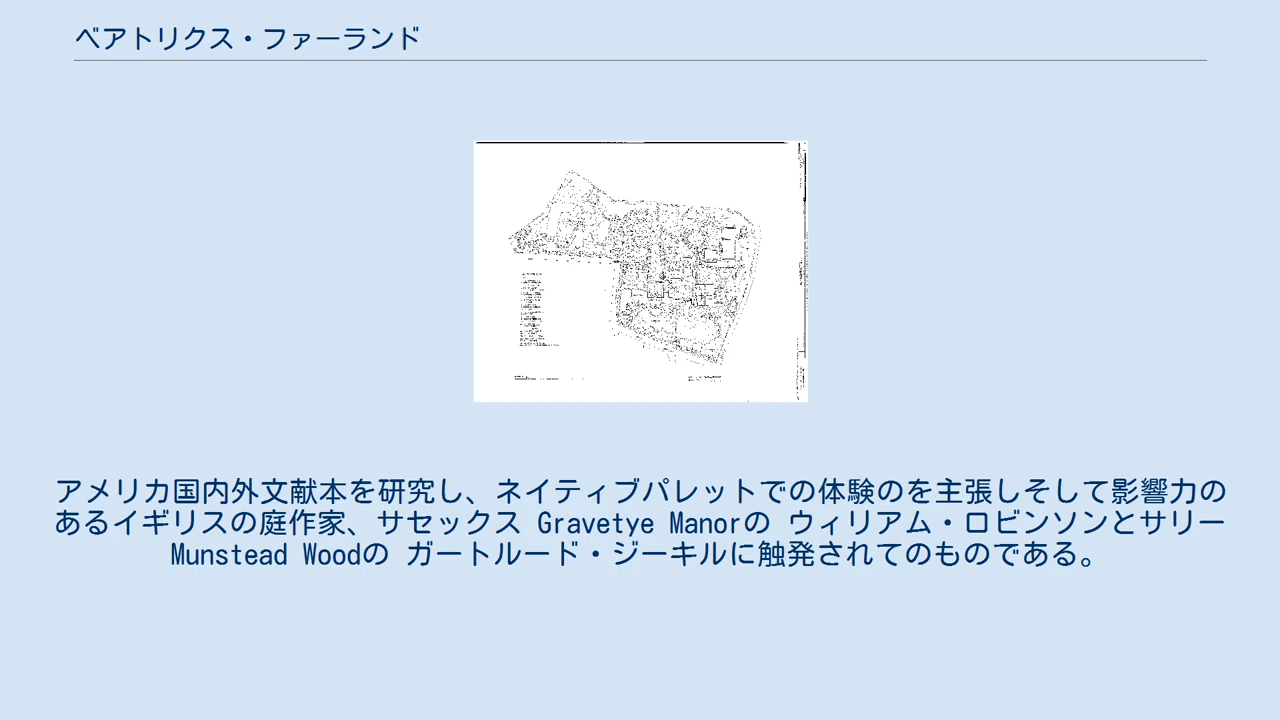 ベアトリクス・ファーランド
アメリカ国内外文献本を研究し、ネイティブパレットでの体験のを主張しそして影響力の
あるイギリスの庭作家、サセックス Gravetye Manorの ウィリアム・ロビンソンとサリー
Munstead Woodの ガートルード・ジーキルに触発されてのものである。